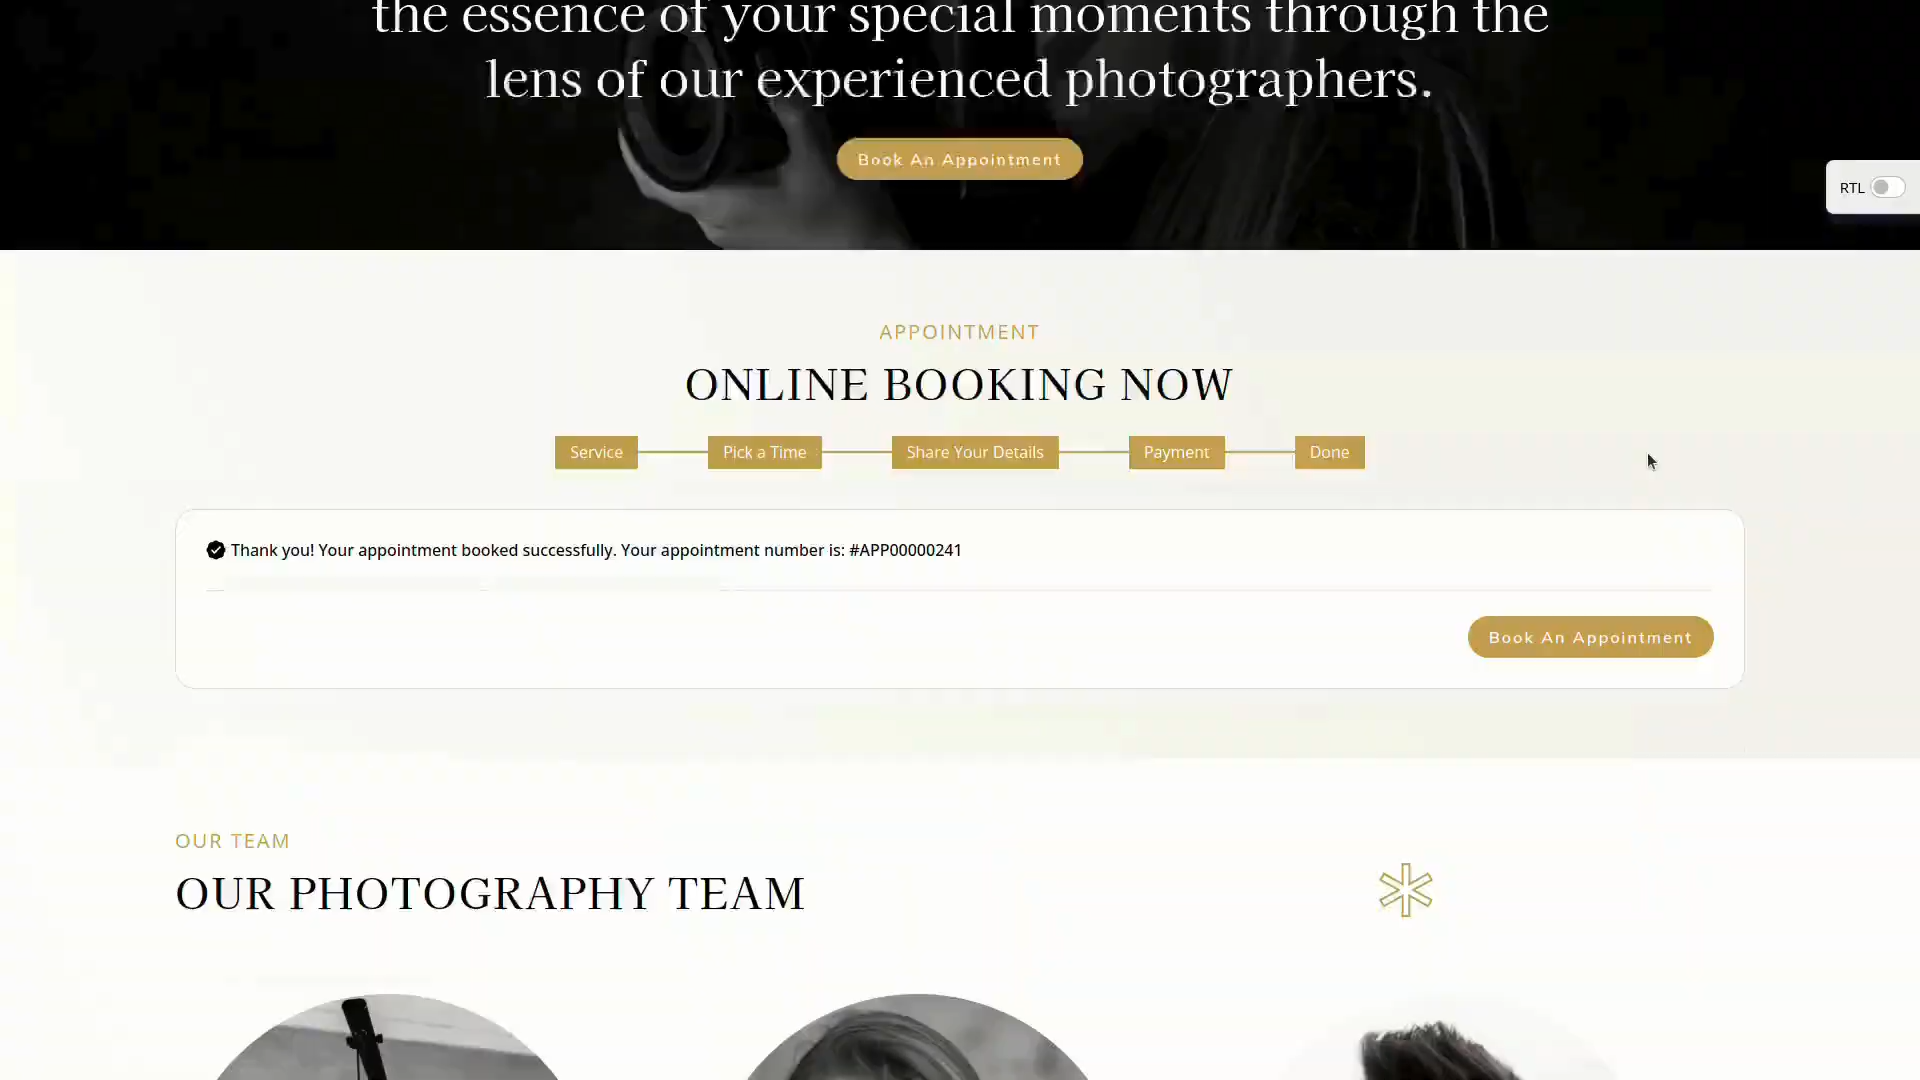 the essence of your special moments through the
lens of our experienced photographers.
Book An Appointment
RTL
APPOINTMENT
ONLINE BOOKING NOW
Service
Pick a Time
Share Your Details
Payment
Done
Thank you! Your appointment booked successfully. Your appointment number is: #APP00000241
Book An Appointment
OUR TEAM
OUR PHOTOGRAPHY TEAM